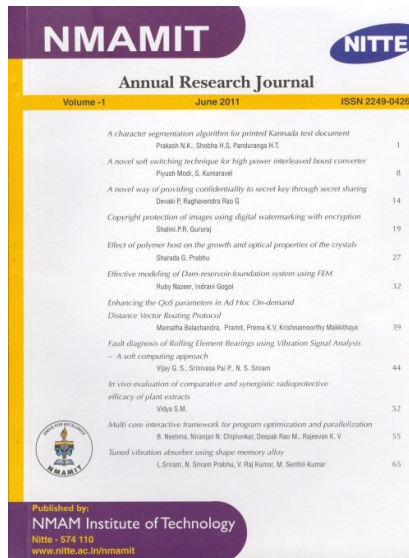 NMAMIT
NITTE
Annual Research Journal
Volume -1 June 2011 ISSN 2249-0426
A character segmentation algorithm for printed Kannada text document
Prakash N.K., Shobha H.S, Panduranga H.T. 1
A novel soft switching technique for high power interleaved boost converter
Piyush Modi, S. Kumaravel 8
A novel way of providing confidentiality to secret key through secret sharing
Devaki P, Raghavendra Rao G 14
Copyright protection of images using digital watermarking with encryption
Shalini.P.R, Gururaj 19
Effect of polymer host on the growth and optical properties of the crystals
Sharada G. Prabhu 27
Effective modeling of Dam-reservoir-foundation system using FEM
Ruby Nazeer, Indrani Gogoi 32
Enhancing the QoS parameters in Ad Hoc On-demand
Distance Vector Routing Protocol
Mamatha Balachandra, Pramit, Prema K.V, Krishnamoorthy Makkithaya 39
Fault diagnosis of Rolling Element Bearings using Vibration Signal Analysis
– A soft computing approach
Vijay G. S., Srinivasa Pai P., N. S. Sriram 44
In vivo evaluation of comparative and synergistic radioprotective
efficacy of plant extracts
Vidya S.M. 52
Multi core interactive framework for program optimization and parallelization
B. Neelima, Niranjan N. Chiplunkar, Deepak Rao M., Rajeevan K. V 55
Tuned vibration absorber using shape memory alloy
L.Sriram, N. Sriram Prabhu, V. Raj Kumar, M. Senthil Kumar 65
NMAMIT
Published by:
NMAM Institute of Technology
Nitte - 574 110
www.nitte.ac.in/nmamit